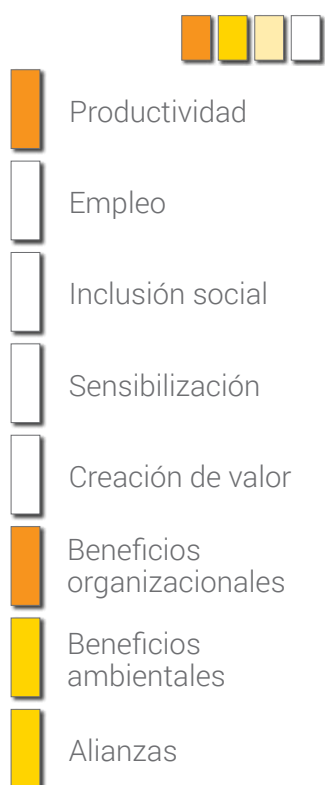 Productividad
Empleo
Inclusión social
Sensibilización
Creación de valor
Beneficios
organizacionales
Beneficios
ambientales
Alianzas